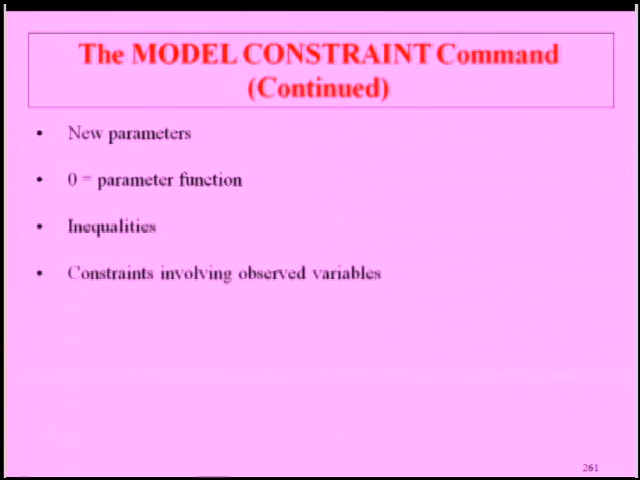 The MODEL CONSTRAINT Command
(Continued)
• New parameters
• 0 = parameter function
• Inequalities
• Constraints involving observed variables
261